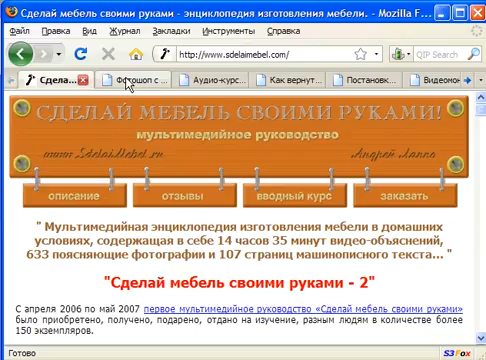 Сделай мебель своими руками - энциклопедия изготовления мебели. - Mozilla F...
Файл Правка Вид Журнал Закладки Инструменты Справка
http://www.sdelaimebel.com/
QIP Search
Сдела...
Фотошоп с ...
Аудио-курс...
Как вернут...
Постановк...
Видеомон
СДЕЛАЙ МЕБЕЛЬ СВОИМИ РУКАМИ!
мультимедийное руководство
www.SdelaiMebel.ru
Андрей Лаппо
описание
отзывы
вводный курс
заказать
" Мультимедийная энциклопедия изготовления мебели в домашних
условиях, содержащая в себе 14 часов 35 минут видео-объяснений,
633 поясняющие фотографии и 107 страниц машинописного текста... "
"Сделай мебель своими руками - 2"
С апреля 2006 по май 2007 первое мультимедийное руководство «Сделай мебель своими руками»
было приобретено, получено, подарено, отдано на изучение, разным людям в количестве более
150 экземпляров.
Готово
S3Fox